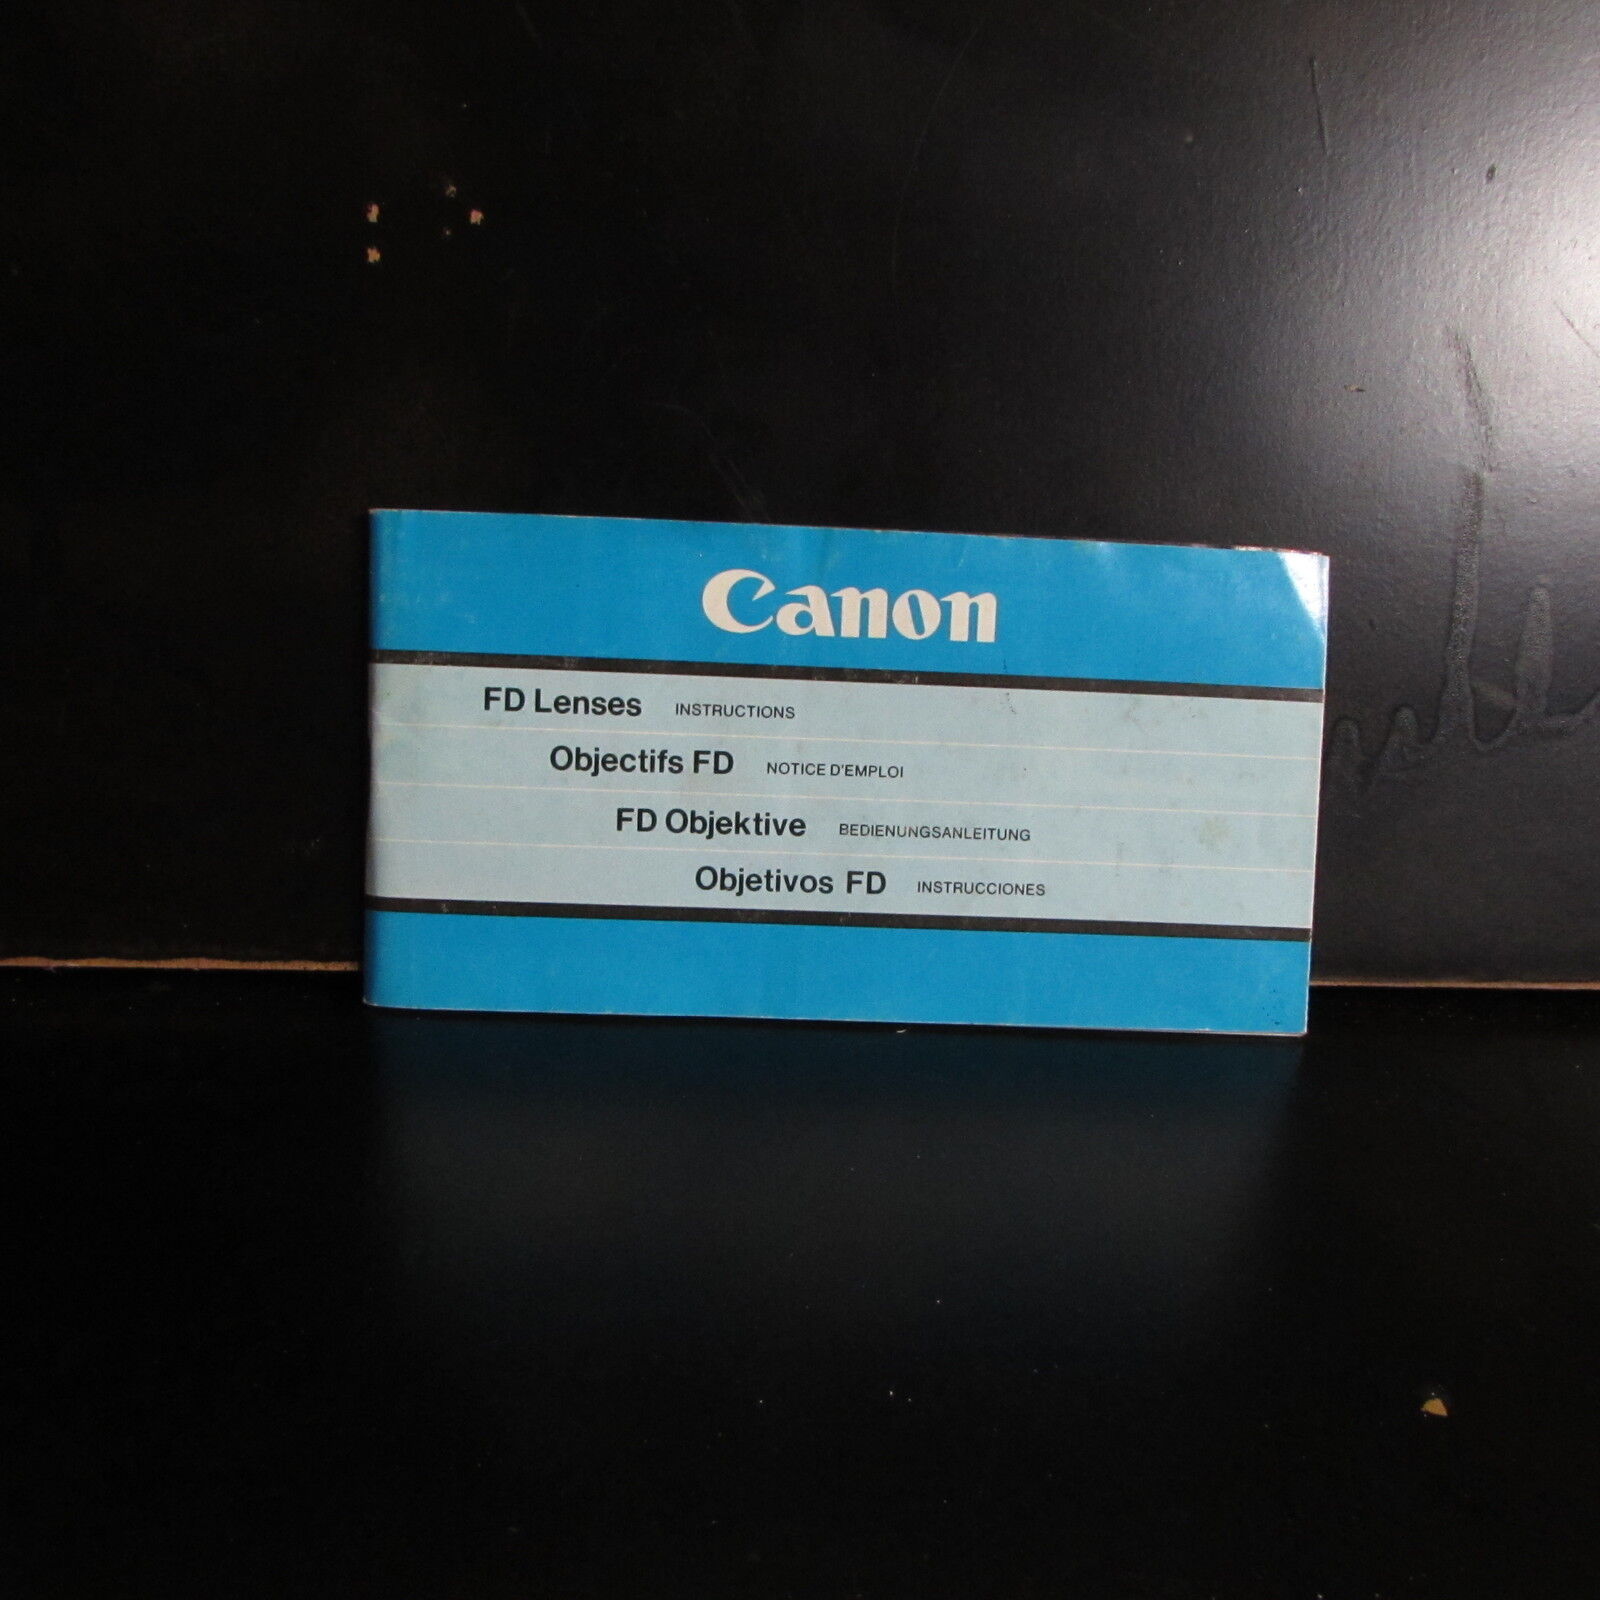 Canon
FD Lenses INSTRUCTIONS
Objectifs FD NOTICE D'EMPLOI
FD Objektive BEDIENUNGSANLEITUNG
Objetivos FD INSTRUCCIONES